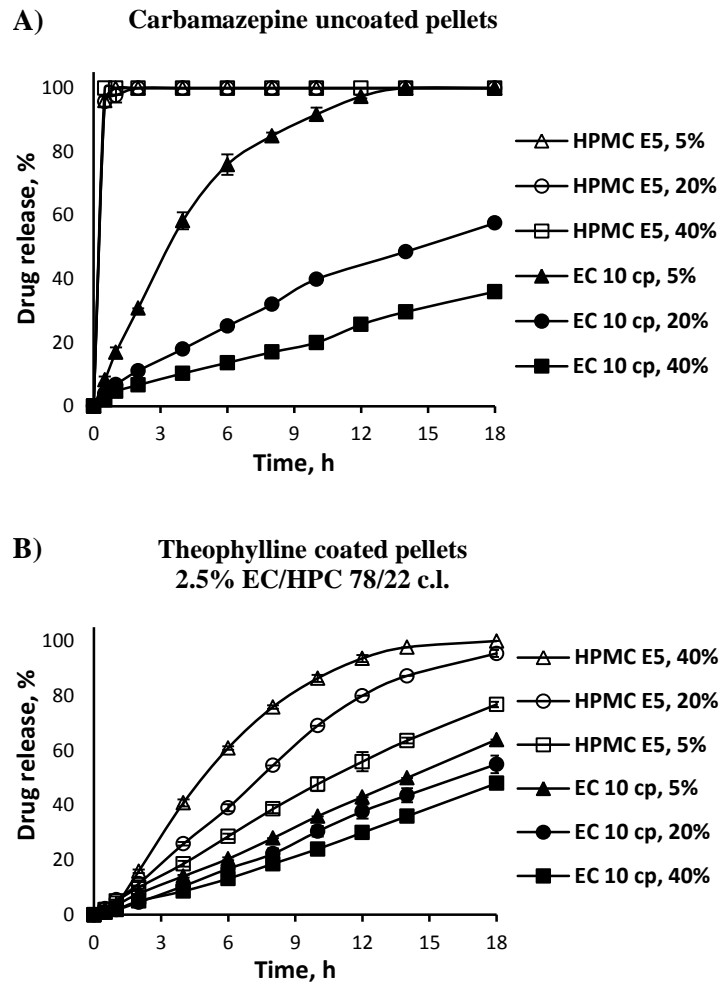 A)
Carbamazepine uncoated pellets
Drug release, %
100
80
60
40
20
0
0 3 6 9 12 15 18
Time, h
HPMC E5, 5%
HPMC E5, 20%
HPMC E5, 40%
EC 10 cp, 5%
EC 10 cp, 20%
EC 10 cp, 40%
B)
Theophylline coated pellets
2.5% EC/HPC 78/22 c.l.
Drug release, %
100
80
60
40
20
0
0 3 6 9 12 15 18
Time, h
HPMC E5, 40%
HPMC E5, 20%
HPMC E5, 5%
EC 10 cp, 5%
EC 10 cp, 20%
EC 10 cp, 40%